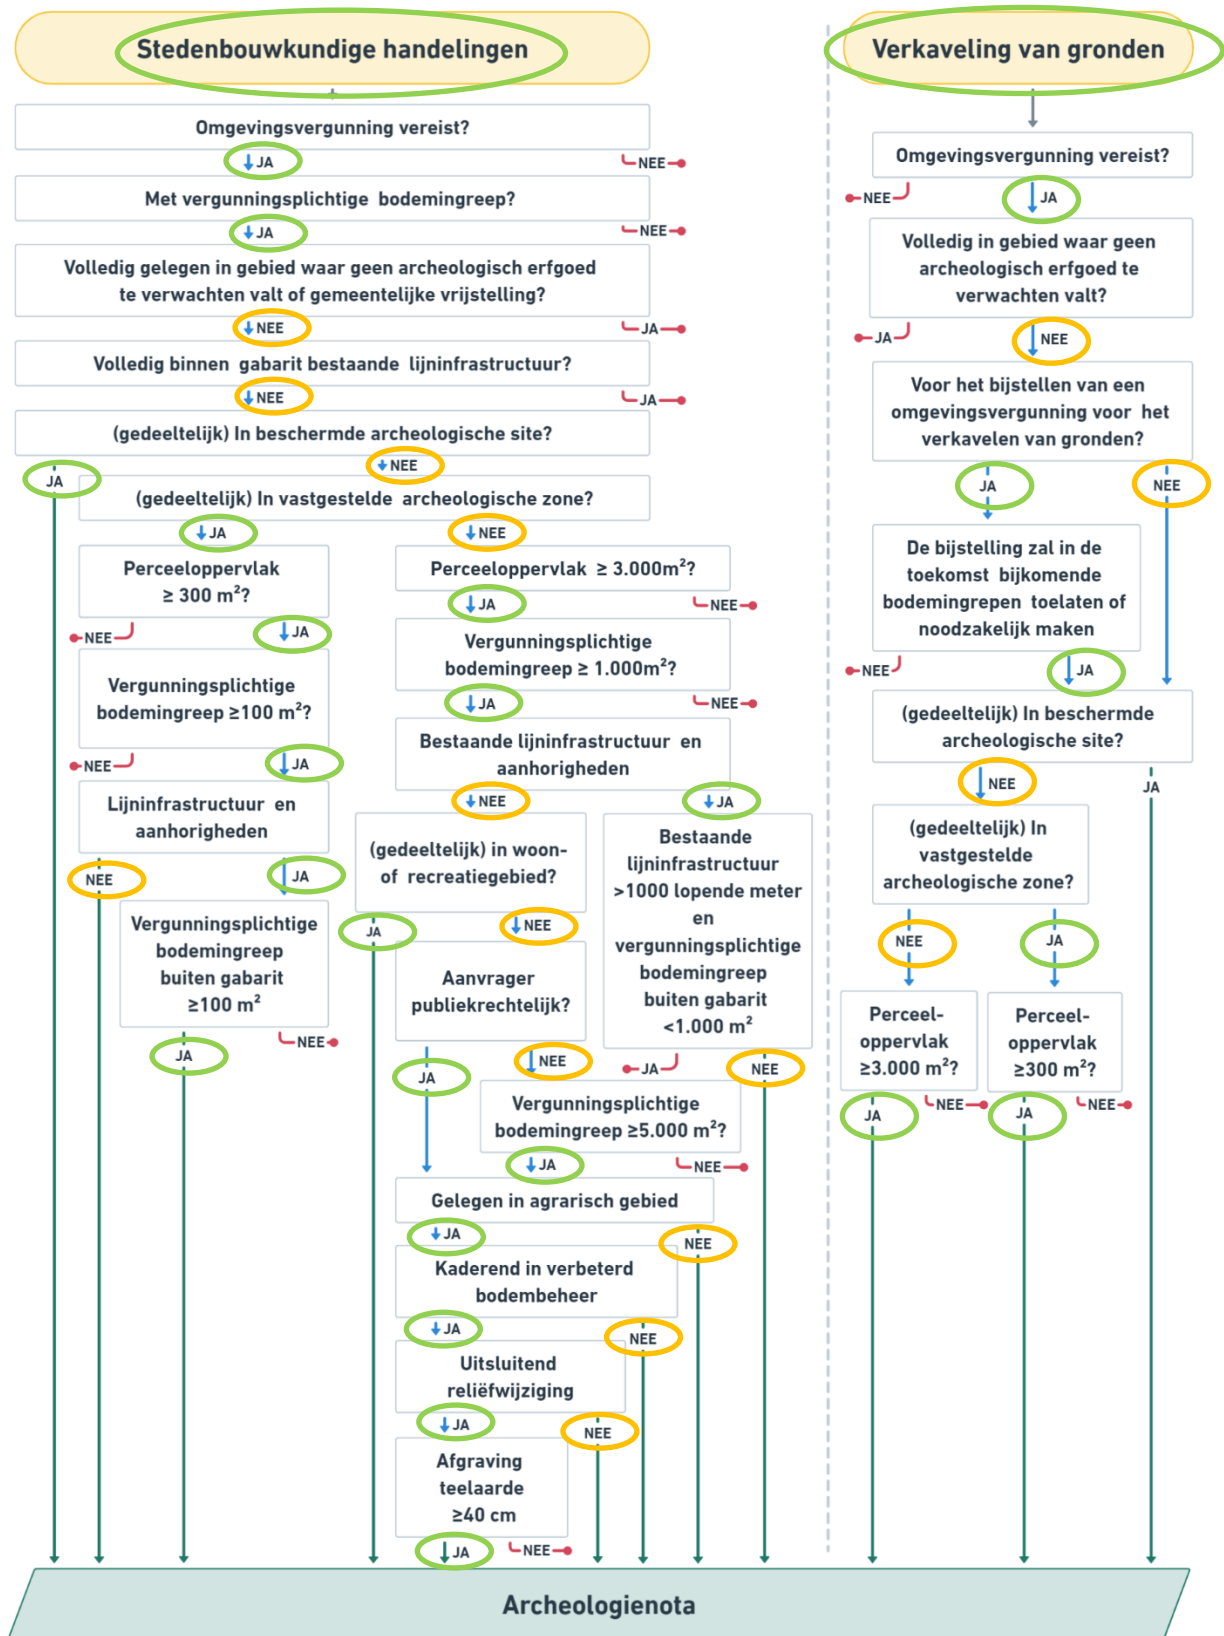 Stedenbouwkundige handelingen
Omgevingsvergunning vereist?
JA
NEE
Met vergunningsplichtige bodemingreep?
JA
NEE
Volledig gelegen in gebied waar geen archeologisch erfgoed
te verwachten valt of gemeentelijke vrijstelling?
NEE
JA
Volledig binnen gabarit bestaande lijninfrastructuur?
NEE
JA
(gedeeltelijk) In beschermde archeologische site?
JA
NEE
(gedeeltelijk) In vastgestelde archeologische zone?
JA
NEE
Perceeloppervlak
≥ 300 m²?
NEE
JA
Vergunningsplichtige
bodemingreep ≥100 m²?
NEE
JA
Lijninfrastructuur en
aanhorigheden
NEE
JA
Vergunningsplichtige
bodemingreep
buiten gabarit
≥100 m²
JA
NEE
Perceeloppervlak ≥ 3.000m²?
JA
NEE
Vergunningsplichtige
bodemingreep ≥ 1.000m²?
JA
NEE
Bestaande lijninfrastructuur en
aanhorigheden
NEE
JA
(gedeeltelijk) in woon-
of recreatiegebied?
JA
NEE
Aanvrager
publiekrechtelijk?
JA
NEE
Bestaande
lijninfrastructuur
>1000 lopende meter
en
vergunningsplichtige
bodemingreep
buiten gabarit
<1.000 m²
JA
NEE
Vergunningsplichtige
bodemingreep ≥5.000 m²?
JA
NEE
Gelegen in agrarisch gebied
JA
NEE
Kaderend in verbeterd
bodembeheer
JA
NEE
Uitsluitend
reliëfwijziging
JA
NEE
Afgraving
teelaarde
≥40 cm
JA
NEE
Verkaveling van gronden
Omgevingsvergunning vereist?
NEE
JA
Volledig in gebied waar geen
archeologisch erfgoed te
verwachten valt?
JA
NEE
Voor het bijstellen van een
omgevingsvergunning voor het
verkavelen van gronden?
JA
NEE
De bijstelling zal in de
toekomst bijkomende
bodemingrepen toelaten of
noodzakelijk maken
NEE
JA
(gedeeltelijk) In beschermde
archeologische site?
NEE
JA
(gedeeltelijk) In
vastgestelde
archeologische zone?
NEE
JA
Perceel-
oppervlak
≥3.000 m²?
JA
NEE
Perceel-
oppervlak
≥300 m²?
JA
NEE
Archeologienota